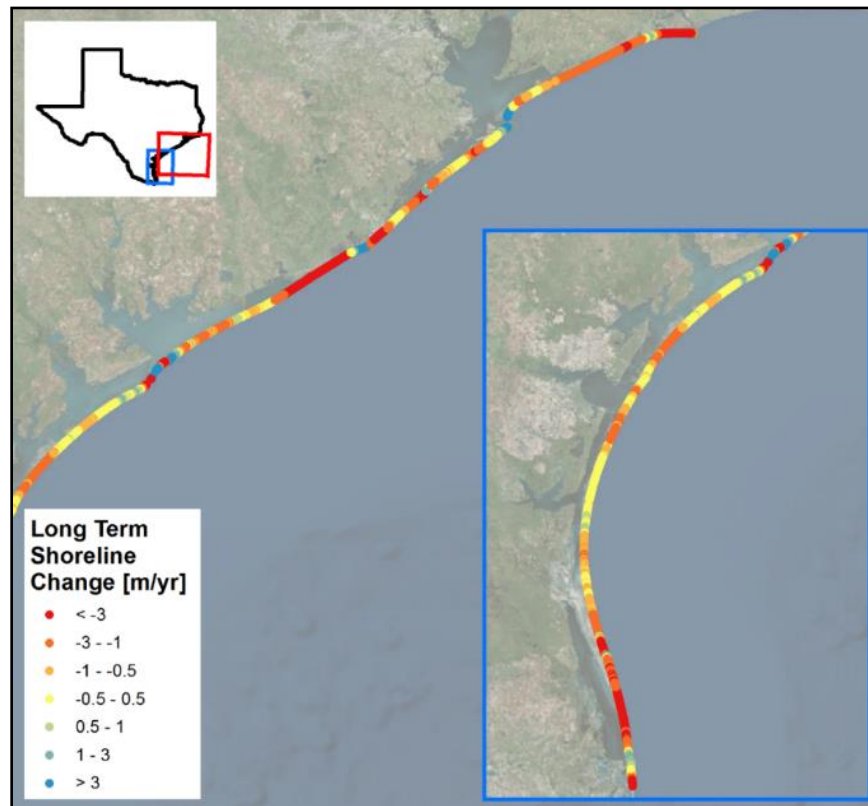 Long Term
Shoreline
Change [m/yr]
< -3
-3 - -1
-1 - -0.5
-0.5 - 0.5
0.5 - 1
1 - 3
> 3